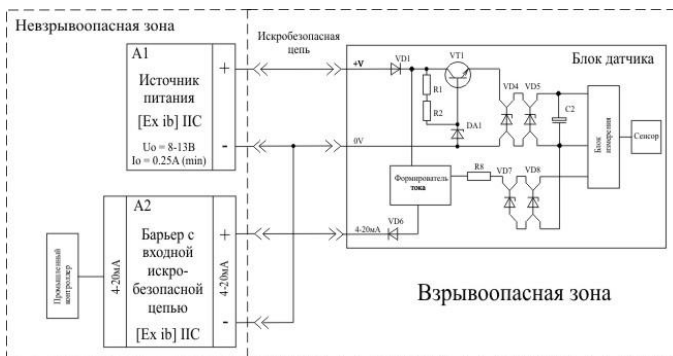 Невзрывоопасная зона
Искробезопасная
цепь
A1
Источник
питания
[Ex ib] IIC
Uo = 8-13В
Io = 0.25А (min)
+
-
A2
4-20мА
Барьер с
входной
искро-
безопасной
цепью
[Ex ib] IIC
+
4-20мА
-
Промышленный
контроллер
Блок датчика
+V
VD1
VT1
R1
R2
DA1
VD4
VD5
C2
0V
Блок
измерения
Сенсор
Формирователь
тока
R8
VD7
VD8
4-20мА
VD6
Взрывоопасная зона